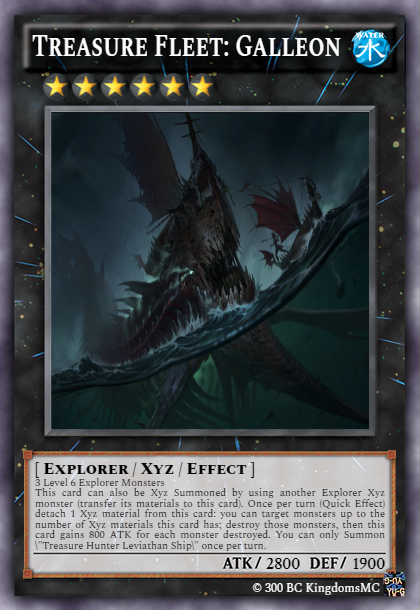 TREASURE FLEET: GALLEON
WATER
水
[ EXPLORER / XYZ / EFFECT ]
3 Level 6 Explorer Monsters
This card can also be Xyz Summoned by using another Explorer Xyz
monster (transfer its materials to this card). Once per turn (Quick Effect)
detach 1 Xyz material from this card: you can target monsters up to the
number of Xyz materials this card has; destroy those monsters, then this
card gains 800 ATK for each monster destroyed. You can only Summon
\"Treasure Hunter Leviathan Ship\" once per turn.
ATK / 2800 DEF / 1900
© 300 BC KingdomsMC